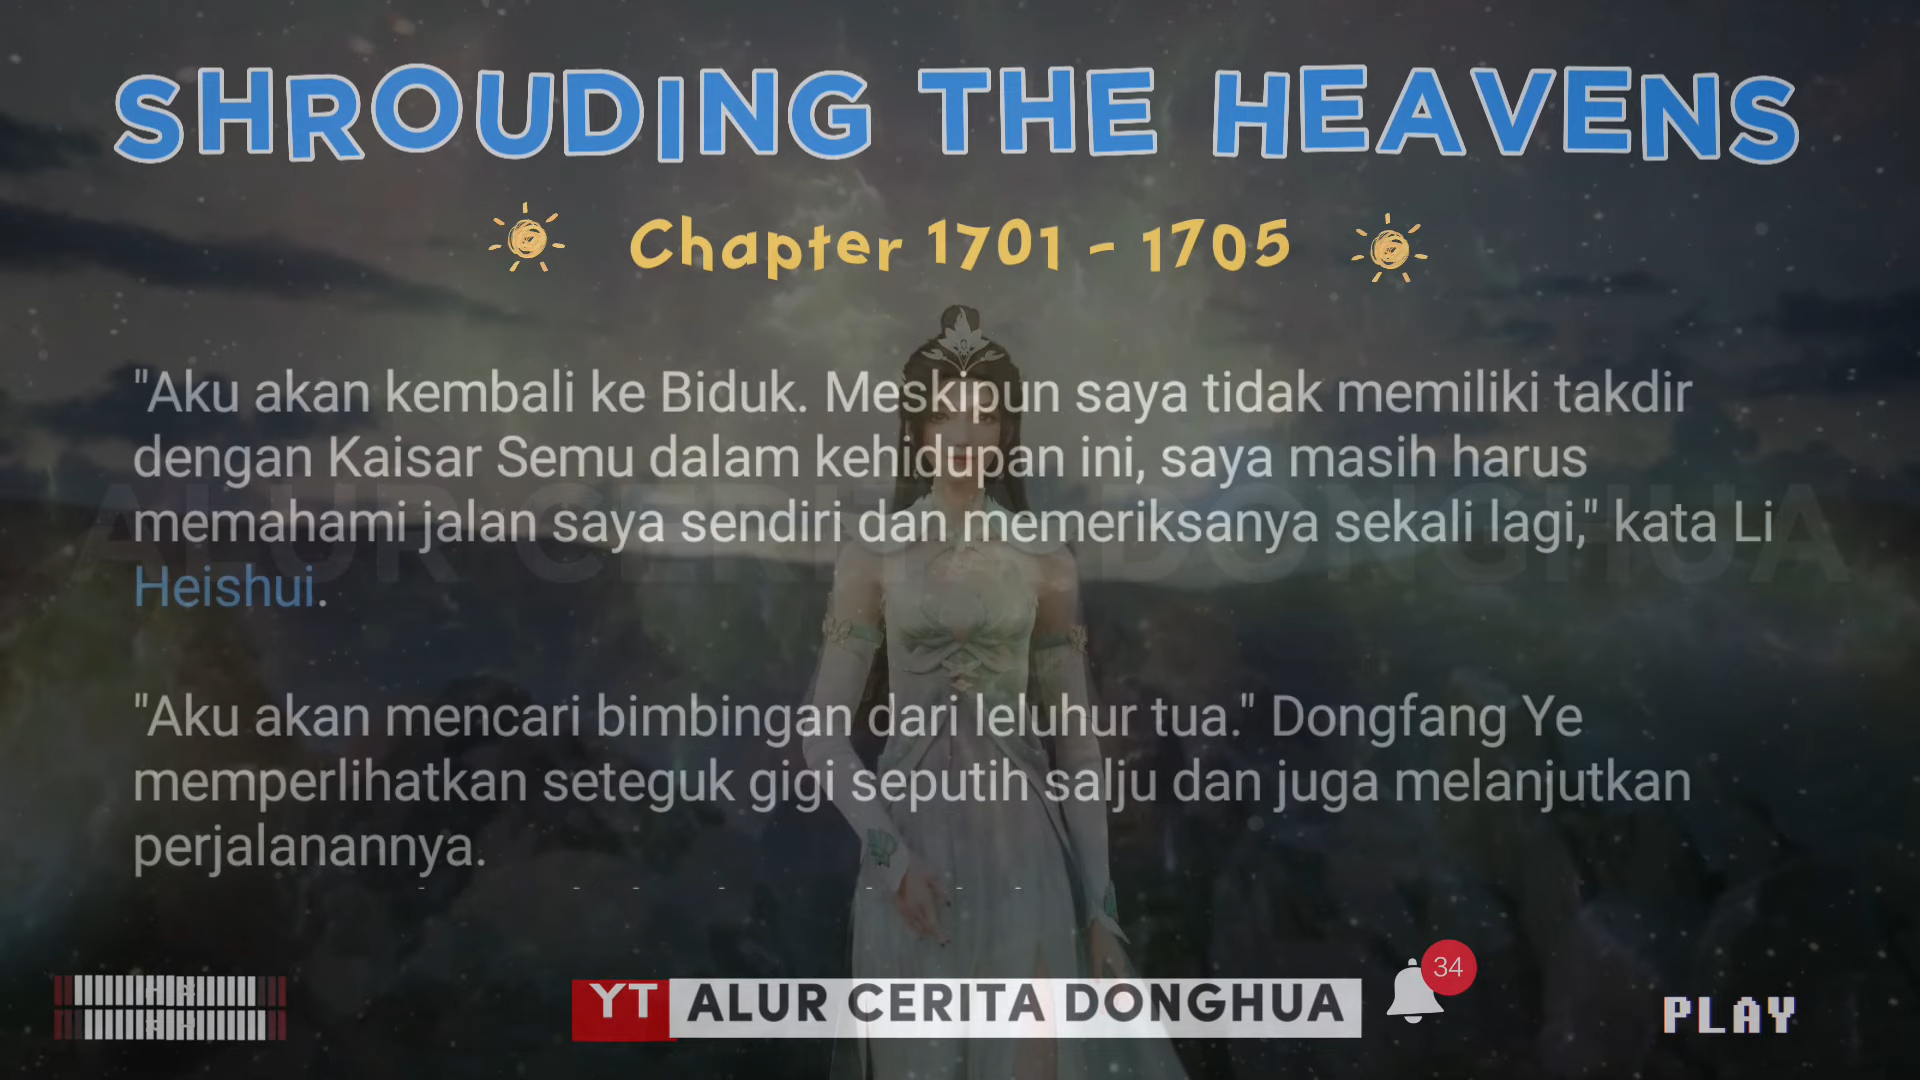 SHROUDING THE HEAVENS
Chapter 1701 - 1705
"Aku akan kembali ke Biduk. Meskipun saya tidak memiliki takdir
dengan Kaisar Semu dalam kehidupan ini, saya masih harus
memahami jalan saya sendiri dan memeriksanya sekali lagi," kata Li
Heishui.
"Aku akan mencari bimbingan dari leluhur tua." Dongfang Ye
memperlihatkan seteguk gigi seputih salju dan juga melanjutkan
perjalanannya.
ALUR CERITA DONGHUA
YT ALUR CERITA DONGHUA
34
PLAY